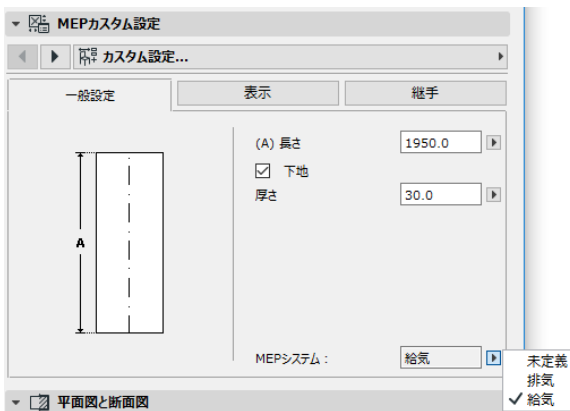 MEPカスタム設定
カスタム設定...
一般設定 表示 継手
(A) 長さ 1950.0
下地
厚さ 30.0
A
MEPシステム： 給気
未定義
排気
給気
平面図と断面図